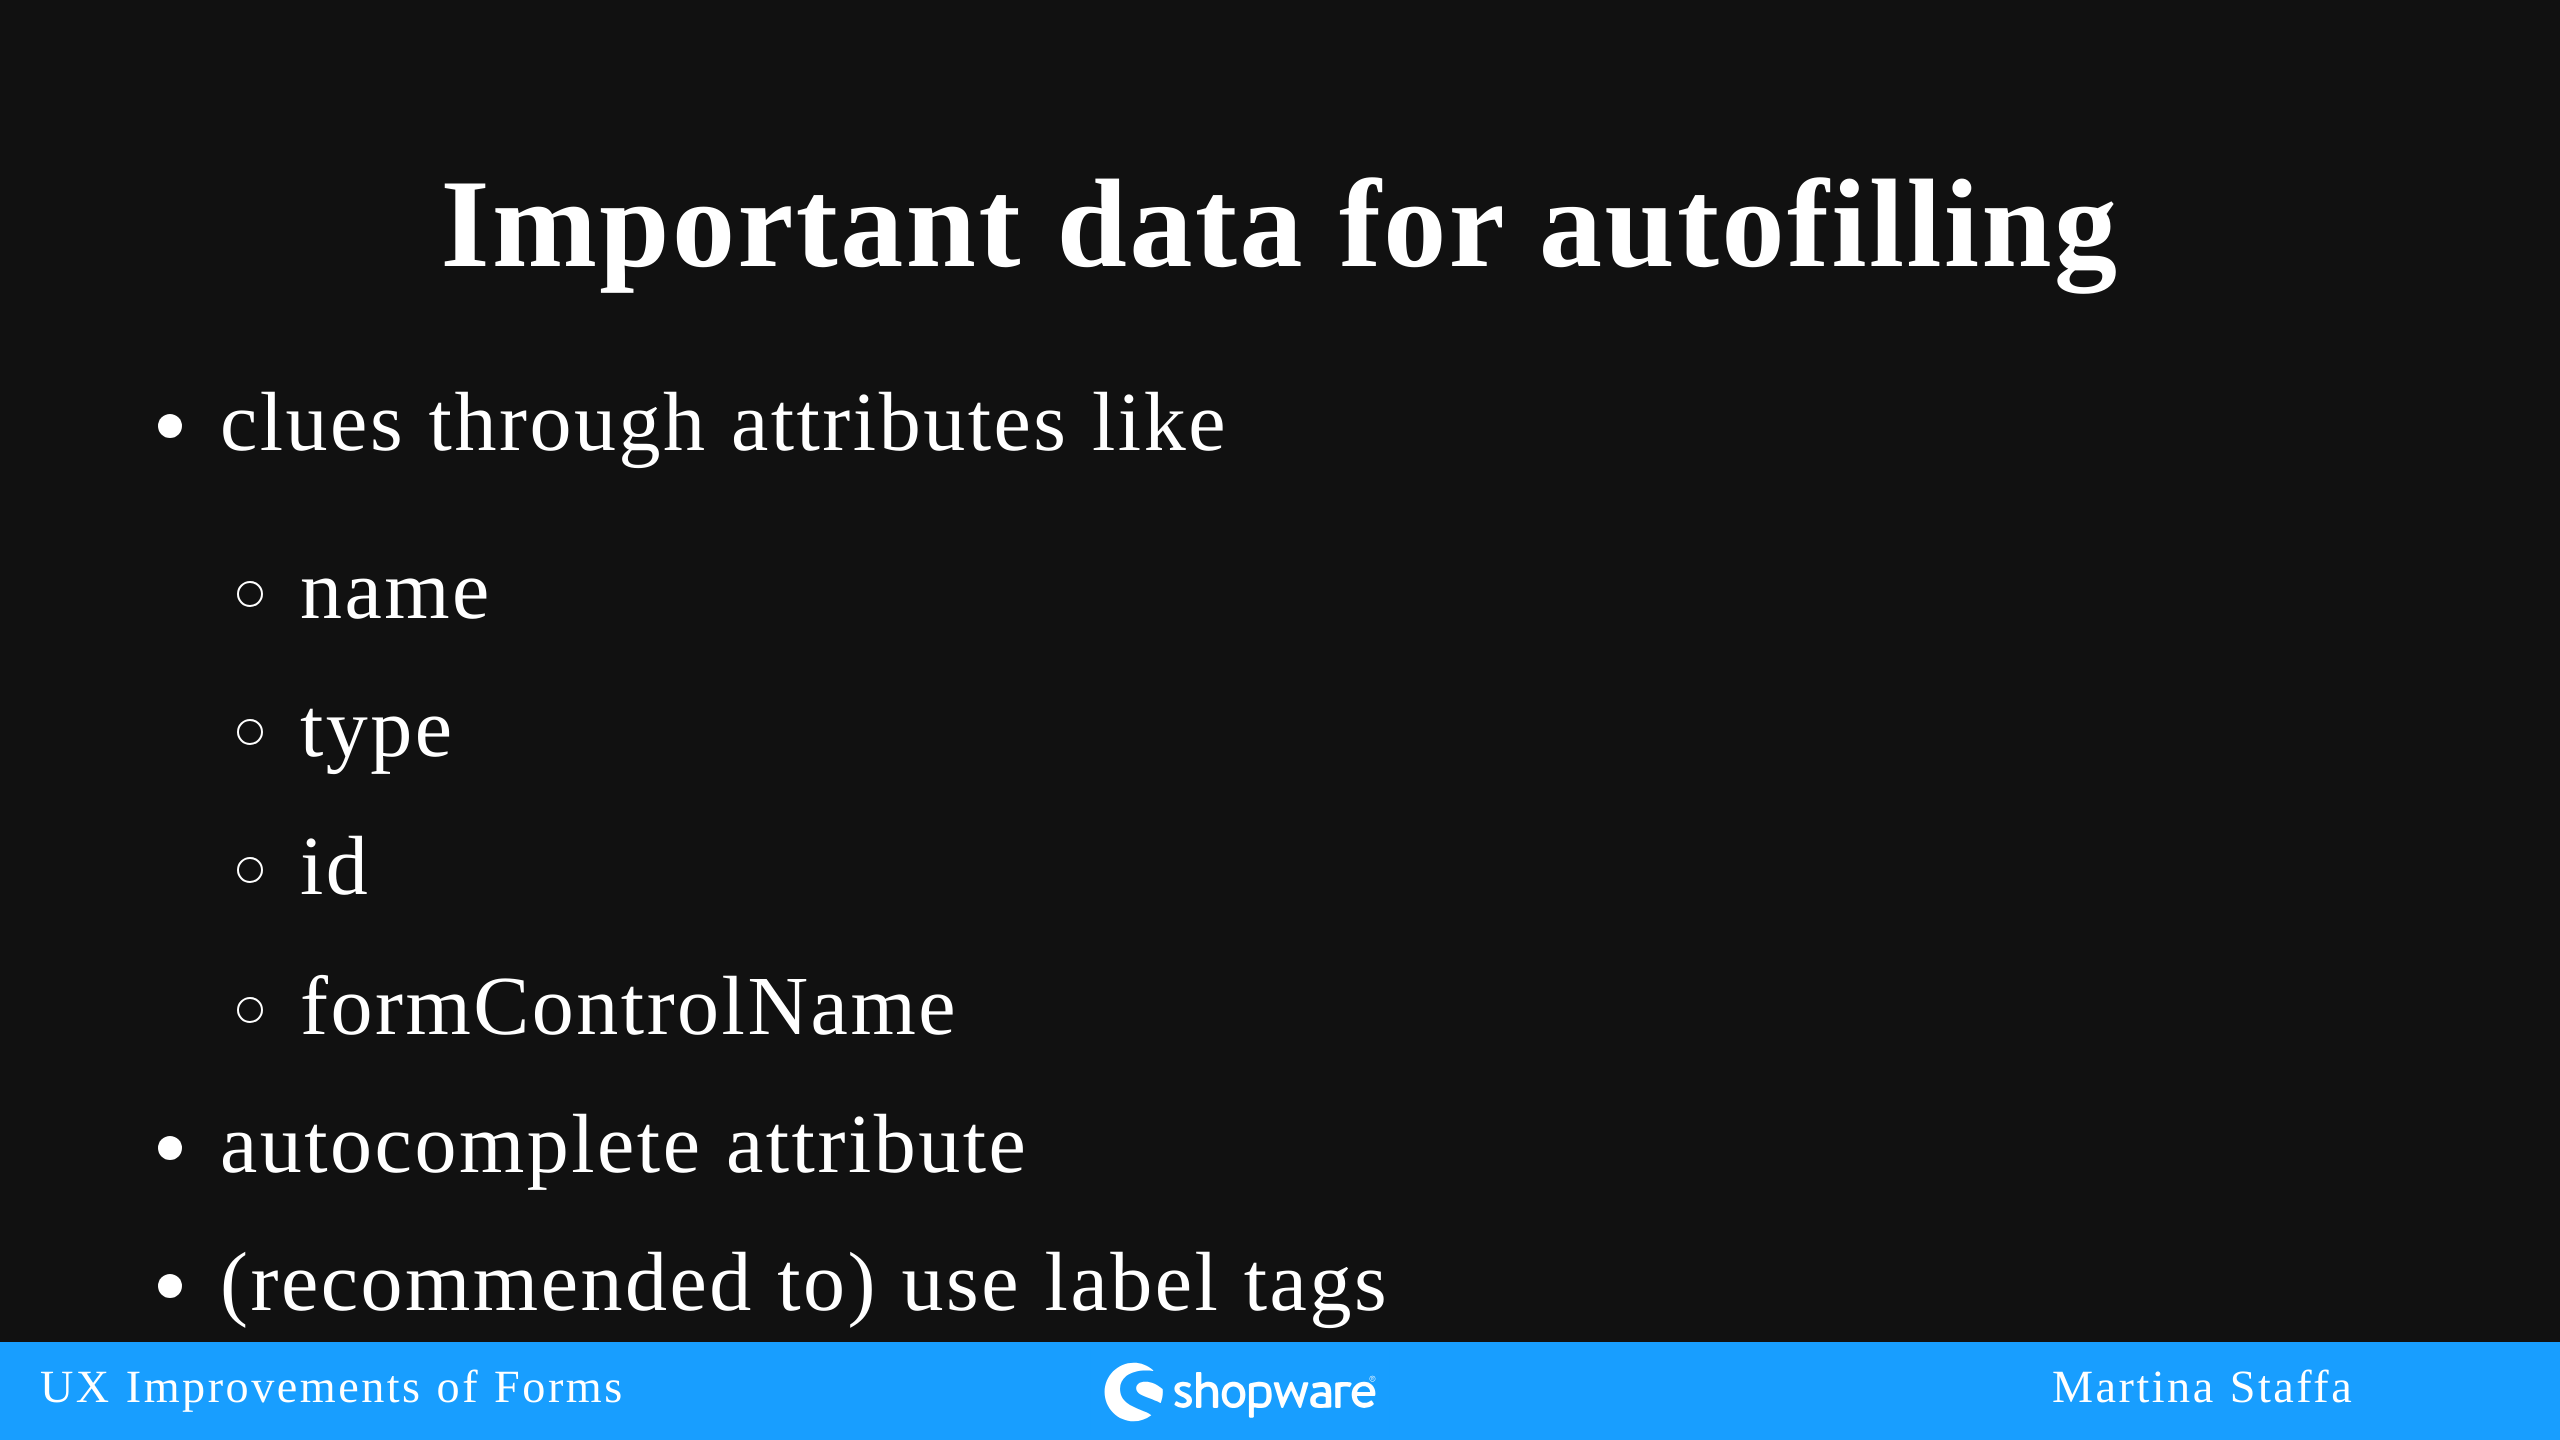 Important data for autofilling
clues through attributes like
name
type
id
formControlName
autocomplete attribute
(recommended to) use label tags
UX Improvements of Forms
shopware®
Martina Staffa